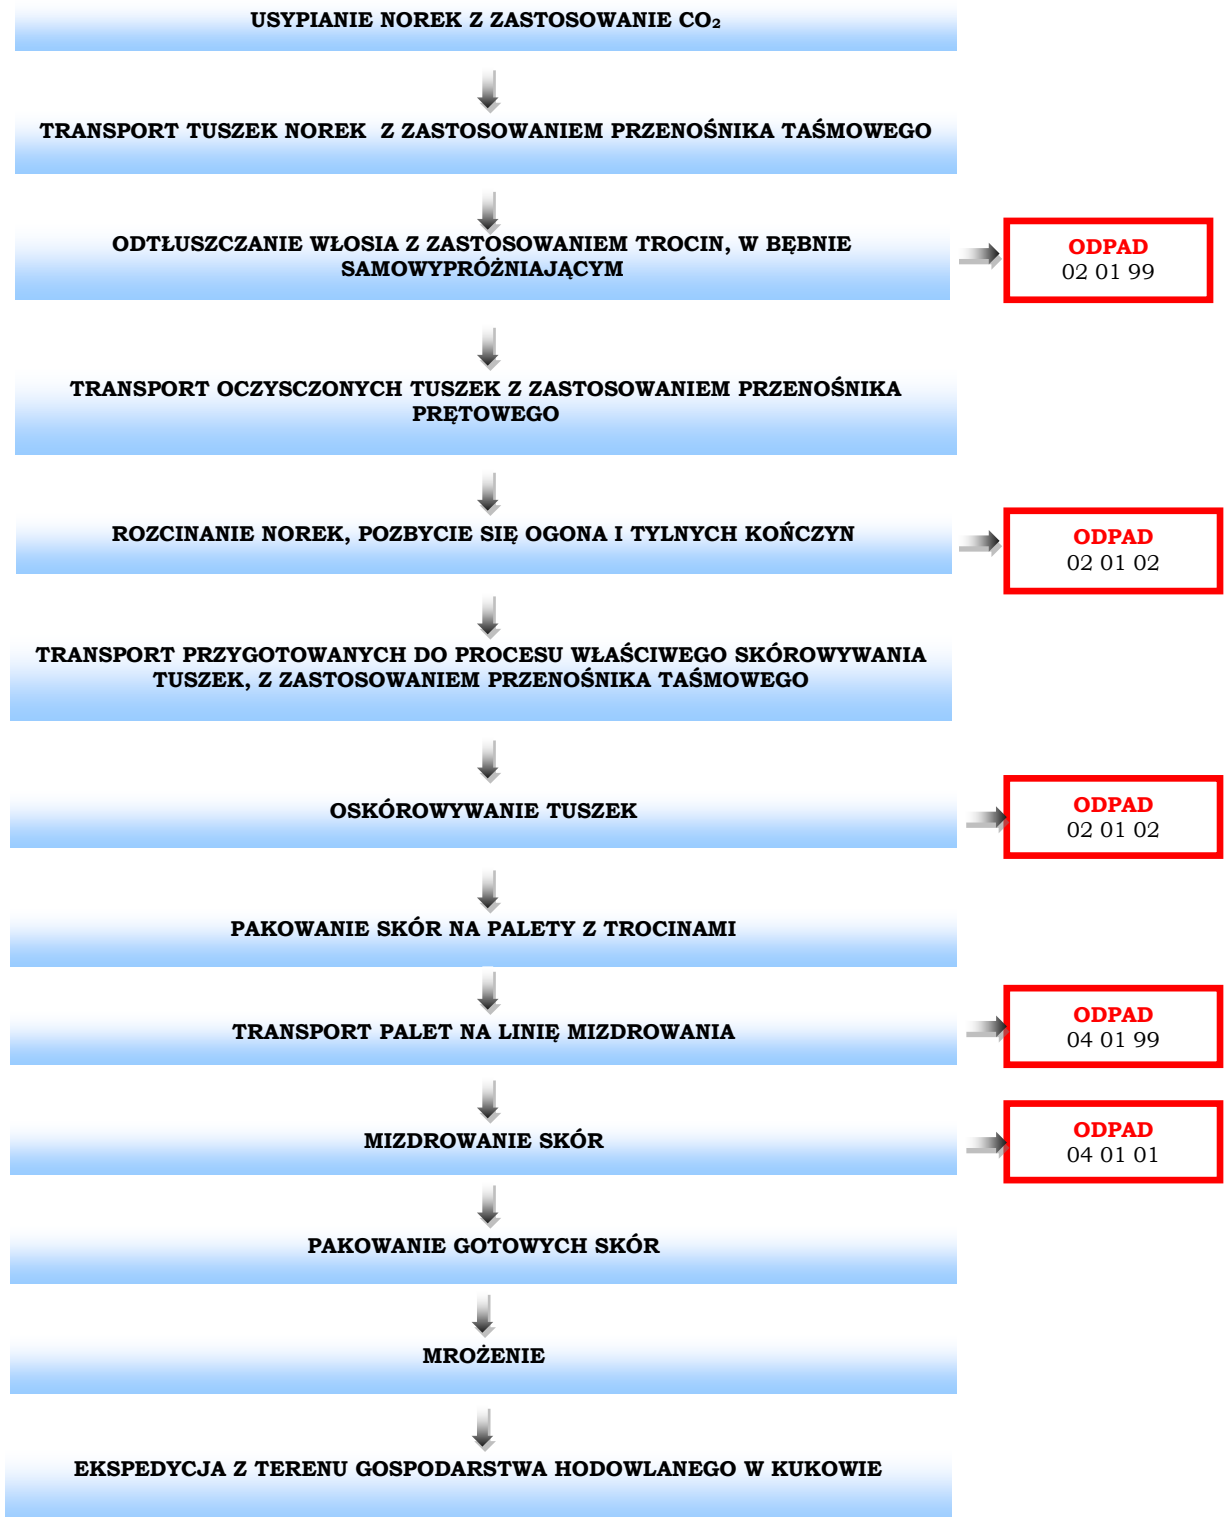 USYPIANIE NOREK Z ZASTOSOWANIE CO₂
TRANSPORT TUSZEK NOREK Z ZASTOSOWANIEM PRZENOŚNIKA TAŚMOWEGO
ODTŁUSZCZANIE WŁOSIA Z ZASTOSOWANIEM TROCIN, W BĘBNIE
SAMOWYPRÓŻNIAJĄCYM
ODPAD
02 01 99
TRANSPORT OCZYSCZONYCH TUSZEK Z ZASTOSOWANIEM PRZENOŚNIKA
PRĘTOWEGO
ROZCINANIE NOREK, POZBYCIE SIĘ OGONA I TYLNYCH KOŃCZYN
ODPAD
02 01 02
TRANSPORT PRZYGOTOWANYCH DO PROCESU WŁAŚCIWEGO SKÓROWYWANIA
TUSZEK, Z ZASTOSOWANIEM PRZENOŚNIKA TAŚMOWEGO
OSKÓROWYWANIE TUSZEK
ODPAD
02 01 02
PAKOWANIE SKÓR NA PALETY Z TROCINAMI
TRANSPORT PALET NA LINIĘ MIZDROWANIA
ODPAD
04 01 99
MIZDROWANIE SKÓR
ODPAD
04 01 01
PAKOWANIE GOTOWYCH SKÓR
MROŻENIE
EKSPEDYCJA Z TERENU GOSPODARSTWA HODOWLANEGO W KUKOWIE